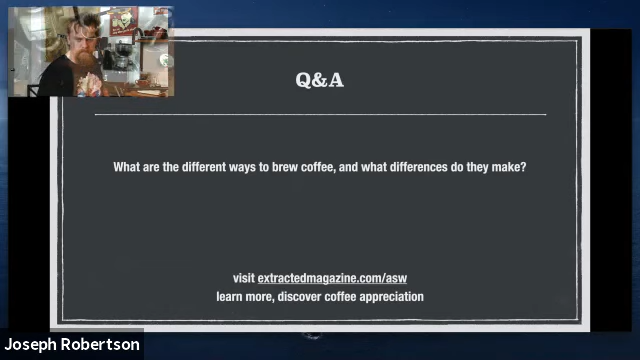 Q&A
What are the different ways to brew coffee, and what differences do they make?
visit extractedmagazine.com/asw
learn more, discover coffee appreciation
Joseph Robertson